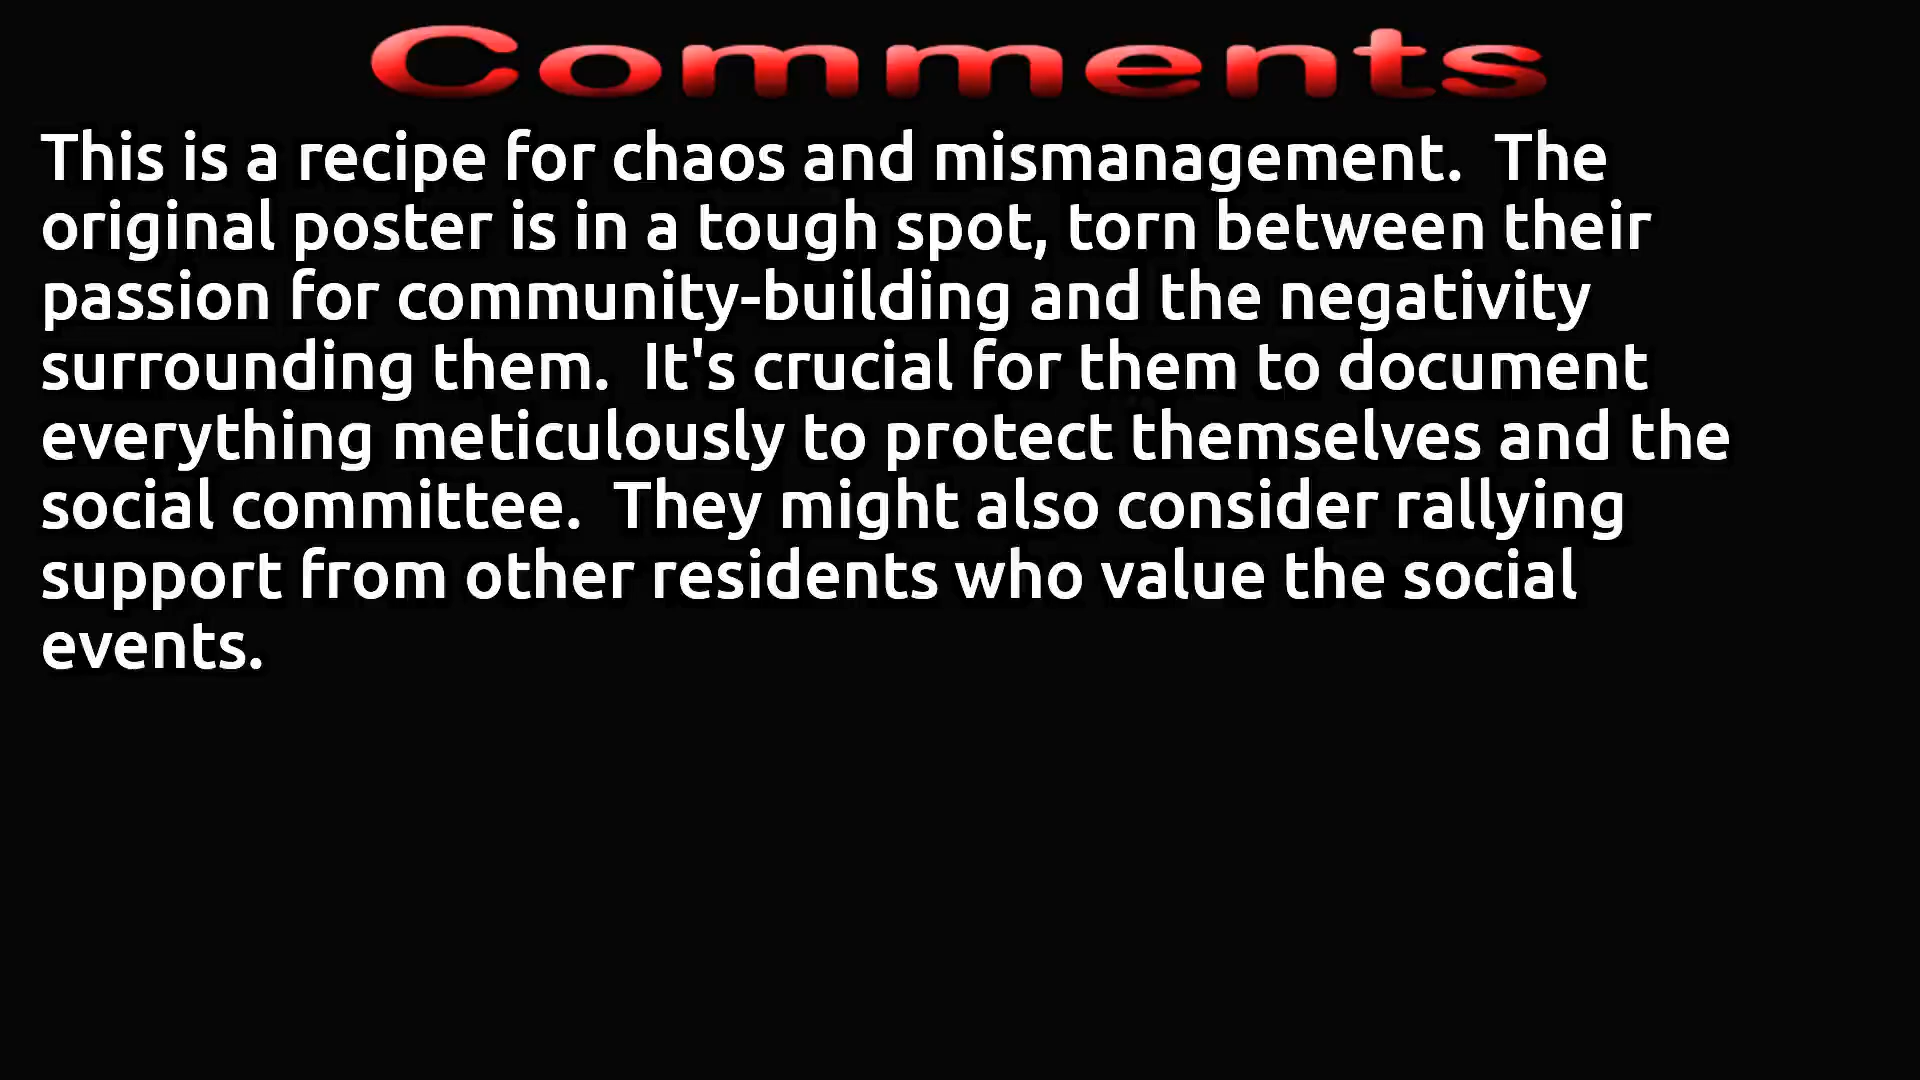 Comments
This is a recipe for chaos and mismanagement.  The
original poster is in a tough spot, torn between their
passion for community-building and the negativity
surrounding them.  It's crucial for them to document
everything meticulously to protect themselves and the
social committee.  They might also consider rallying
support from other residents who value the social
events.